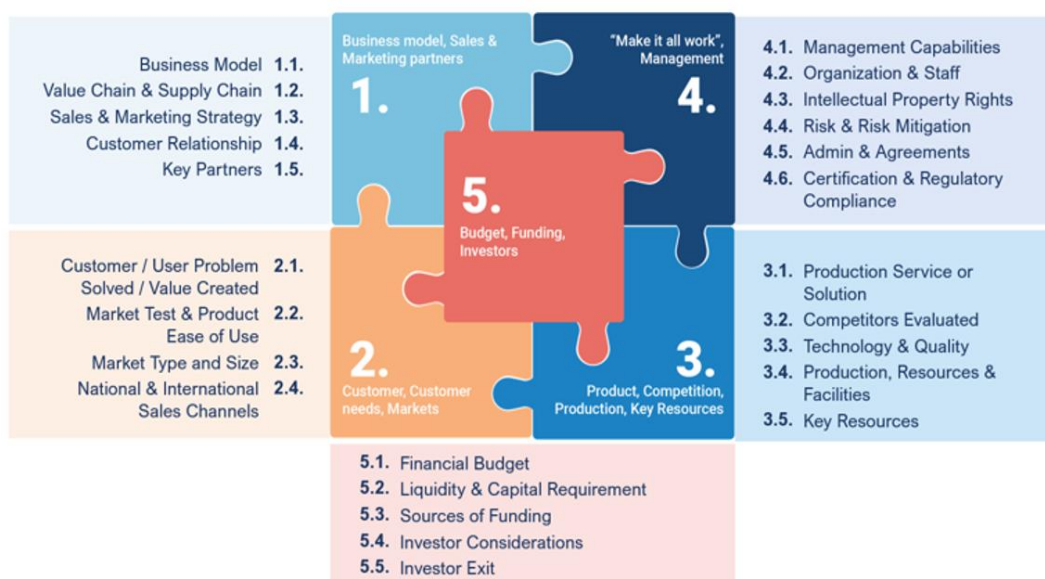 Business Model 1.1.
Value Chain & Supply Chain 1.2.
Sales & Marketing Strategy 1.3.
Customer Relationship 1.4.
Key Partners 1.5.
Business model, Sales &
Marketing partners
1.
"Make it all work",
Management
4.
4.1. Management Capabilities
4.2. Organization & Staff
4.3. Intellectual Property Rights
4.4. Risk & Risk Mitigation
4.5. Admin & Agreements
4.6. Certification & Regulatory
Compliance
5.
Budget, Funding,
Investors
Customer / User Problem 2.1.
Solved / Value Created
Market Test & Product 2.2.
Ease of Use
Market Type and Size 2.3.
National & International 2.4.
Sales Channels
2.
Customer, Customer
needs, Markets
3.
Product, Competition,
Production, Key Resources
3.1. Production Service or
Solution
3.2. Competitors Evaluated
3.3. Technology & Quality
3.4. Production, Resources &
Facilities
3.5. Key Resources
5.1. Financial Budget
5.2. Liquidity & Capital Requirement
5.3. Sources of Funding
5.4. Investor Considerations
5.5. Investor Exit